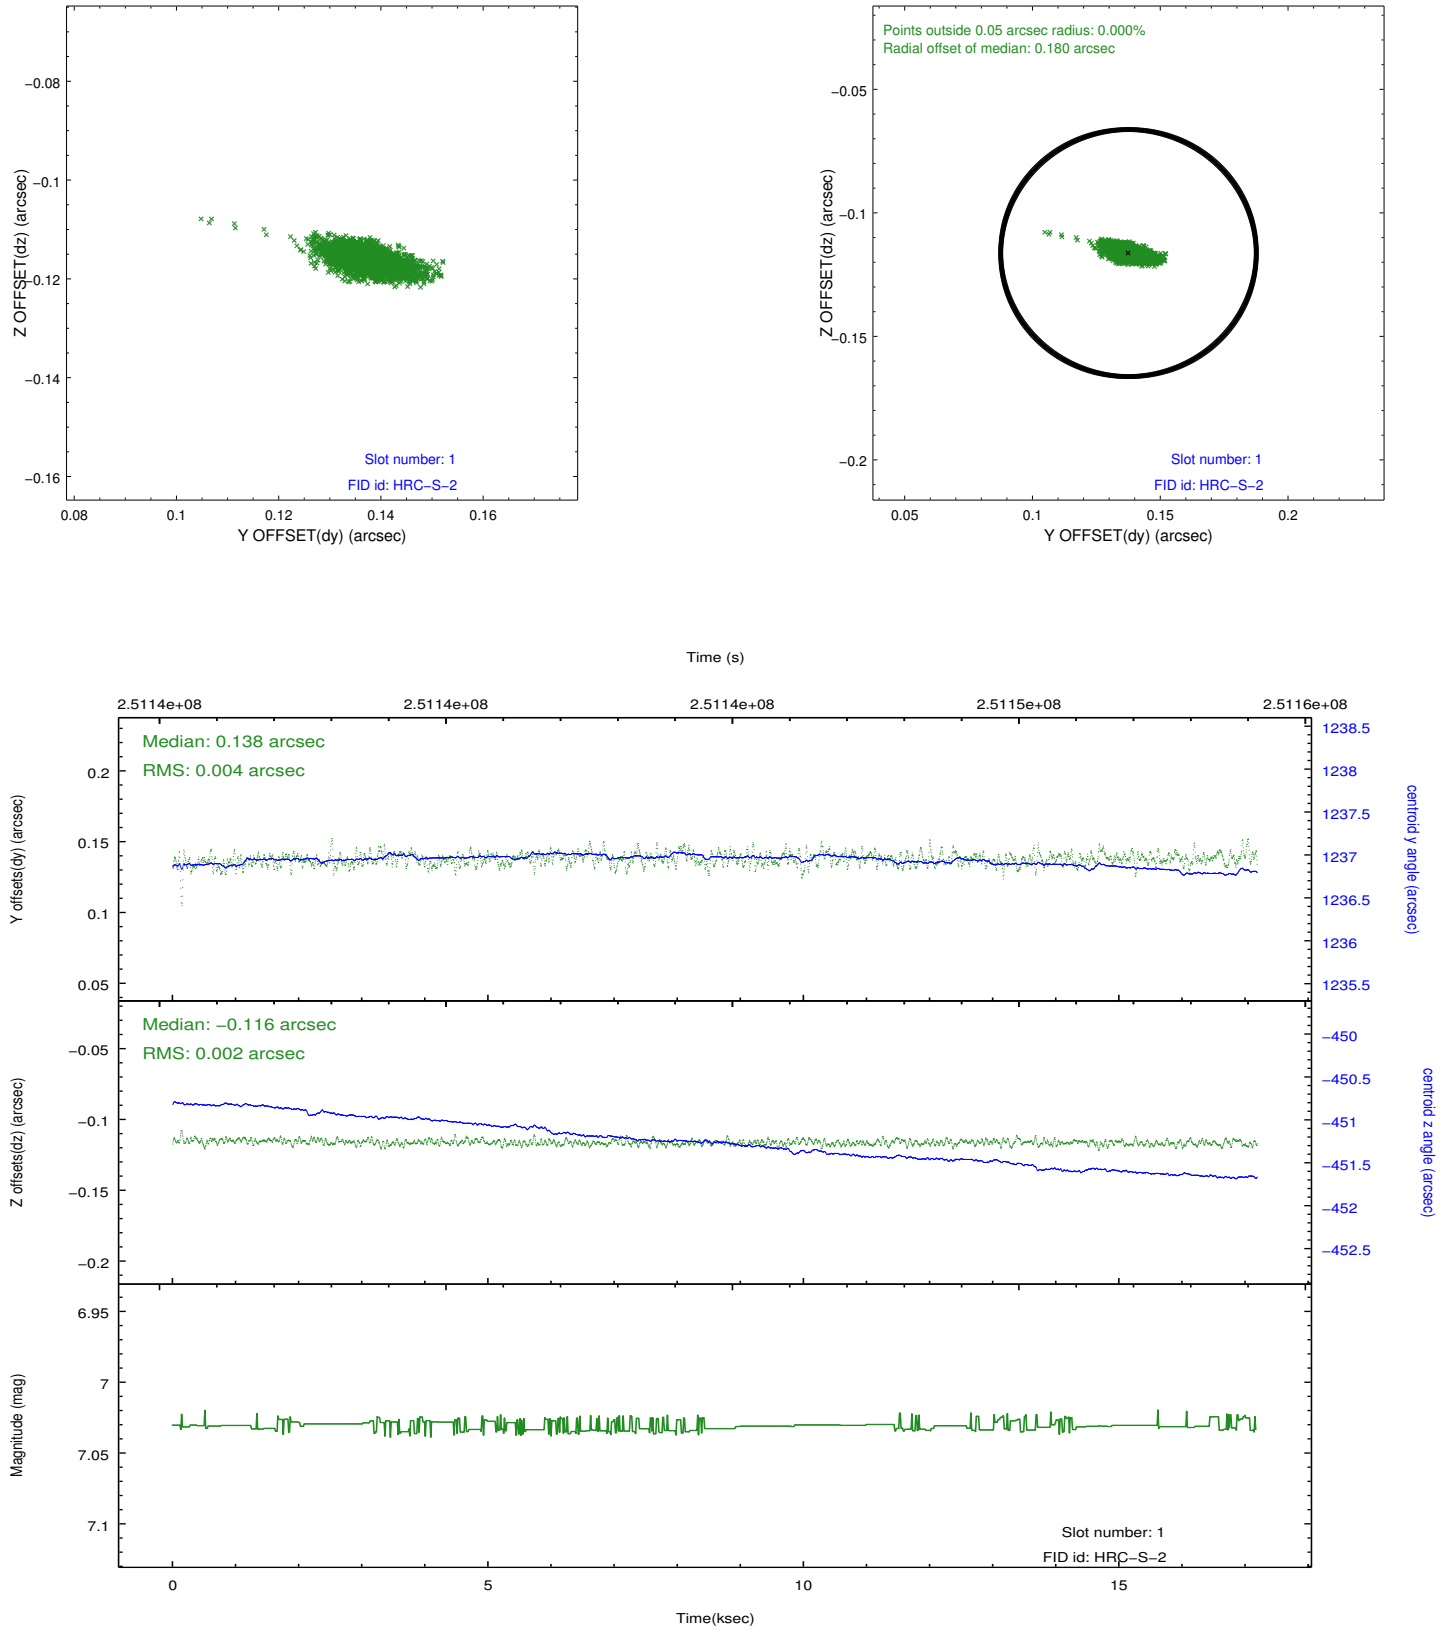 −0.08
−0.1
−0.12
−0.14
−0.16
Z OFFSET(dz) (arcsec)
Slot number: 1
FID id: HRC−S−2
0.08
0.1
0.12
0.14
0.16
Y OFFSET(dy) (arcsec)
Points outside 0.05 arcsec radius: 0.000%
Radial offset of median: 0.180 arcsec
−0.05
−0.1
−0.15
−0.2
Z OFFSET(dz) (arcsec)
Slot number: 1
FID id: HRC−S−2
0.05
0.1
0.15
0.2
Y OFFSET(dy) (arcsec)
Time (s)
2.5114e+08
2.5114e+08
2.5114e+08
2.5115e+08
2.5116e+08
Median: 0.138 arcsec
RMS: 0.004 arcsec
0.2
0.15
0.1
0.05
Y offsets(dy) (arcsec)
1238.5
1238
1237.5
1237
1236.5
1236
1235.5
centroid y angle (arcsec)
Median: −0.116 arcsec
RMS: 0.002 arcsec
−0.05
−0.1
−0.15
−0.2
Z offsets(dz) (arcsec)
−450
−450.5
−451
−451.5
−452
−452.5
centroid z angle (arcsec)
6.95
7
7.05
7.1
Magnitude (mag)
Slot number: 1
FID id: HRC−S−2
0
5
10
15
Time(ksec)